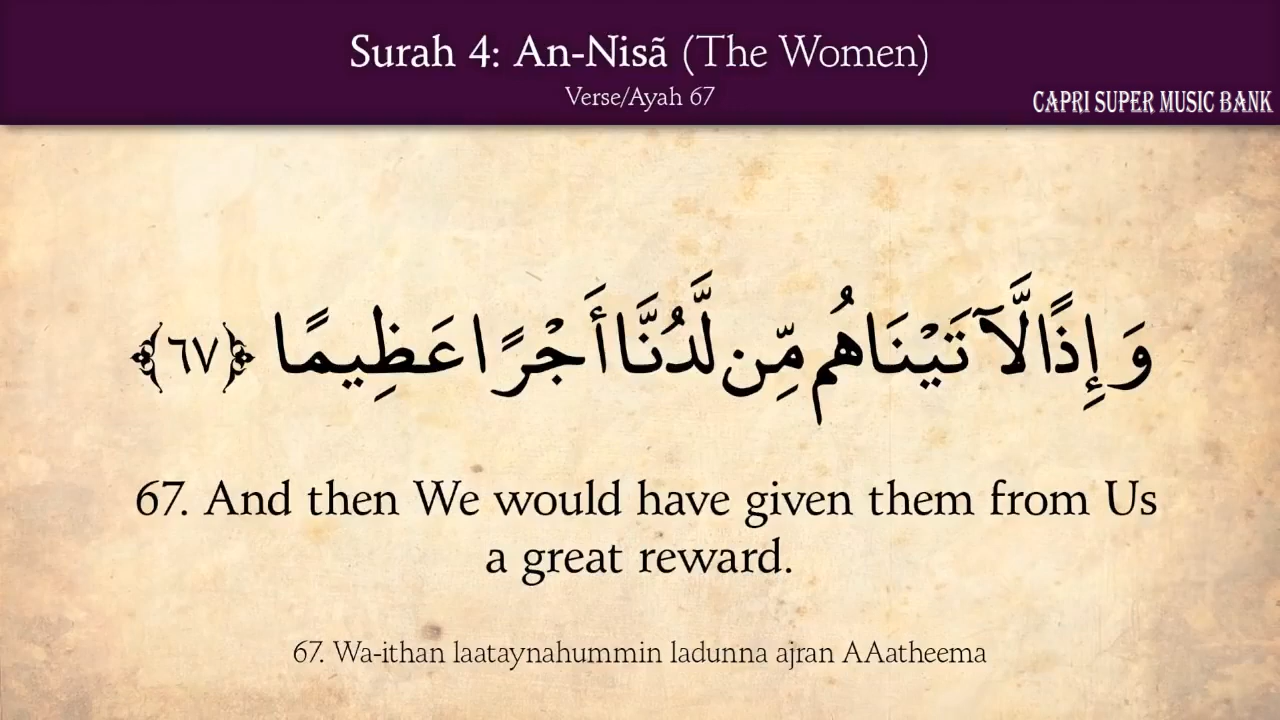 Surah 4: An-Nisã (The Women)
Verse/Ayah 67
CAPRI SUPER MUSIC BANK
وَإِذًا لَّآتَيْنَاهُم مِّن لَّدُنَّا أَجْرًا عَظِيمًا ﴿٦٧﴾
67. And then We would have given them from Us
a great reward.
67. Wa-ithan laataynahummin ladunna ajran AAatheema